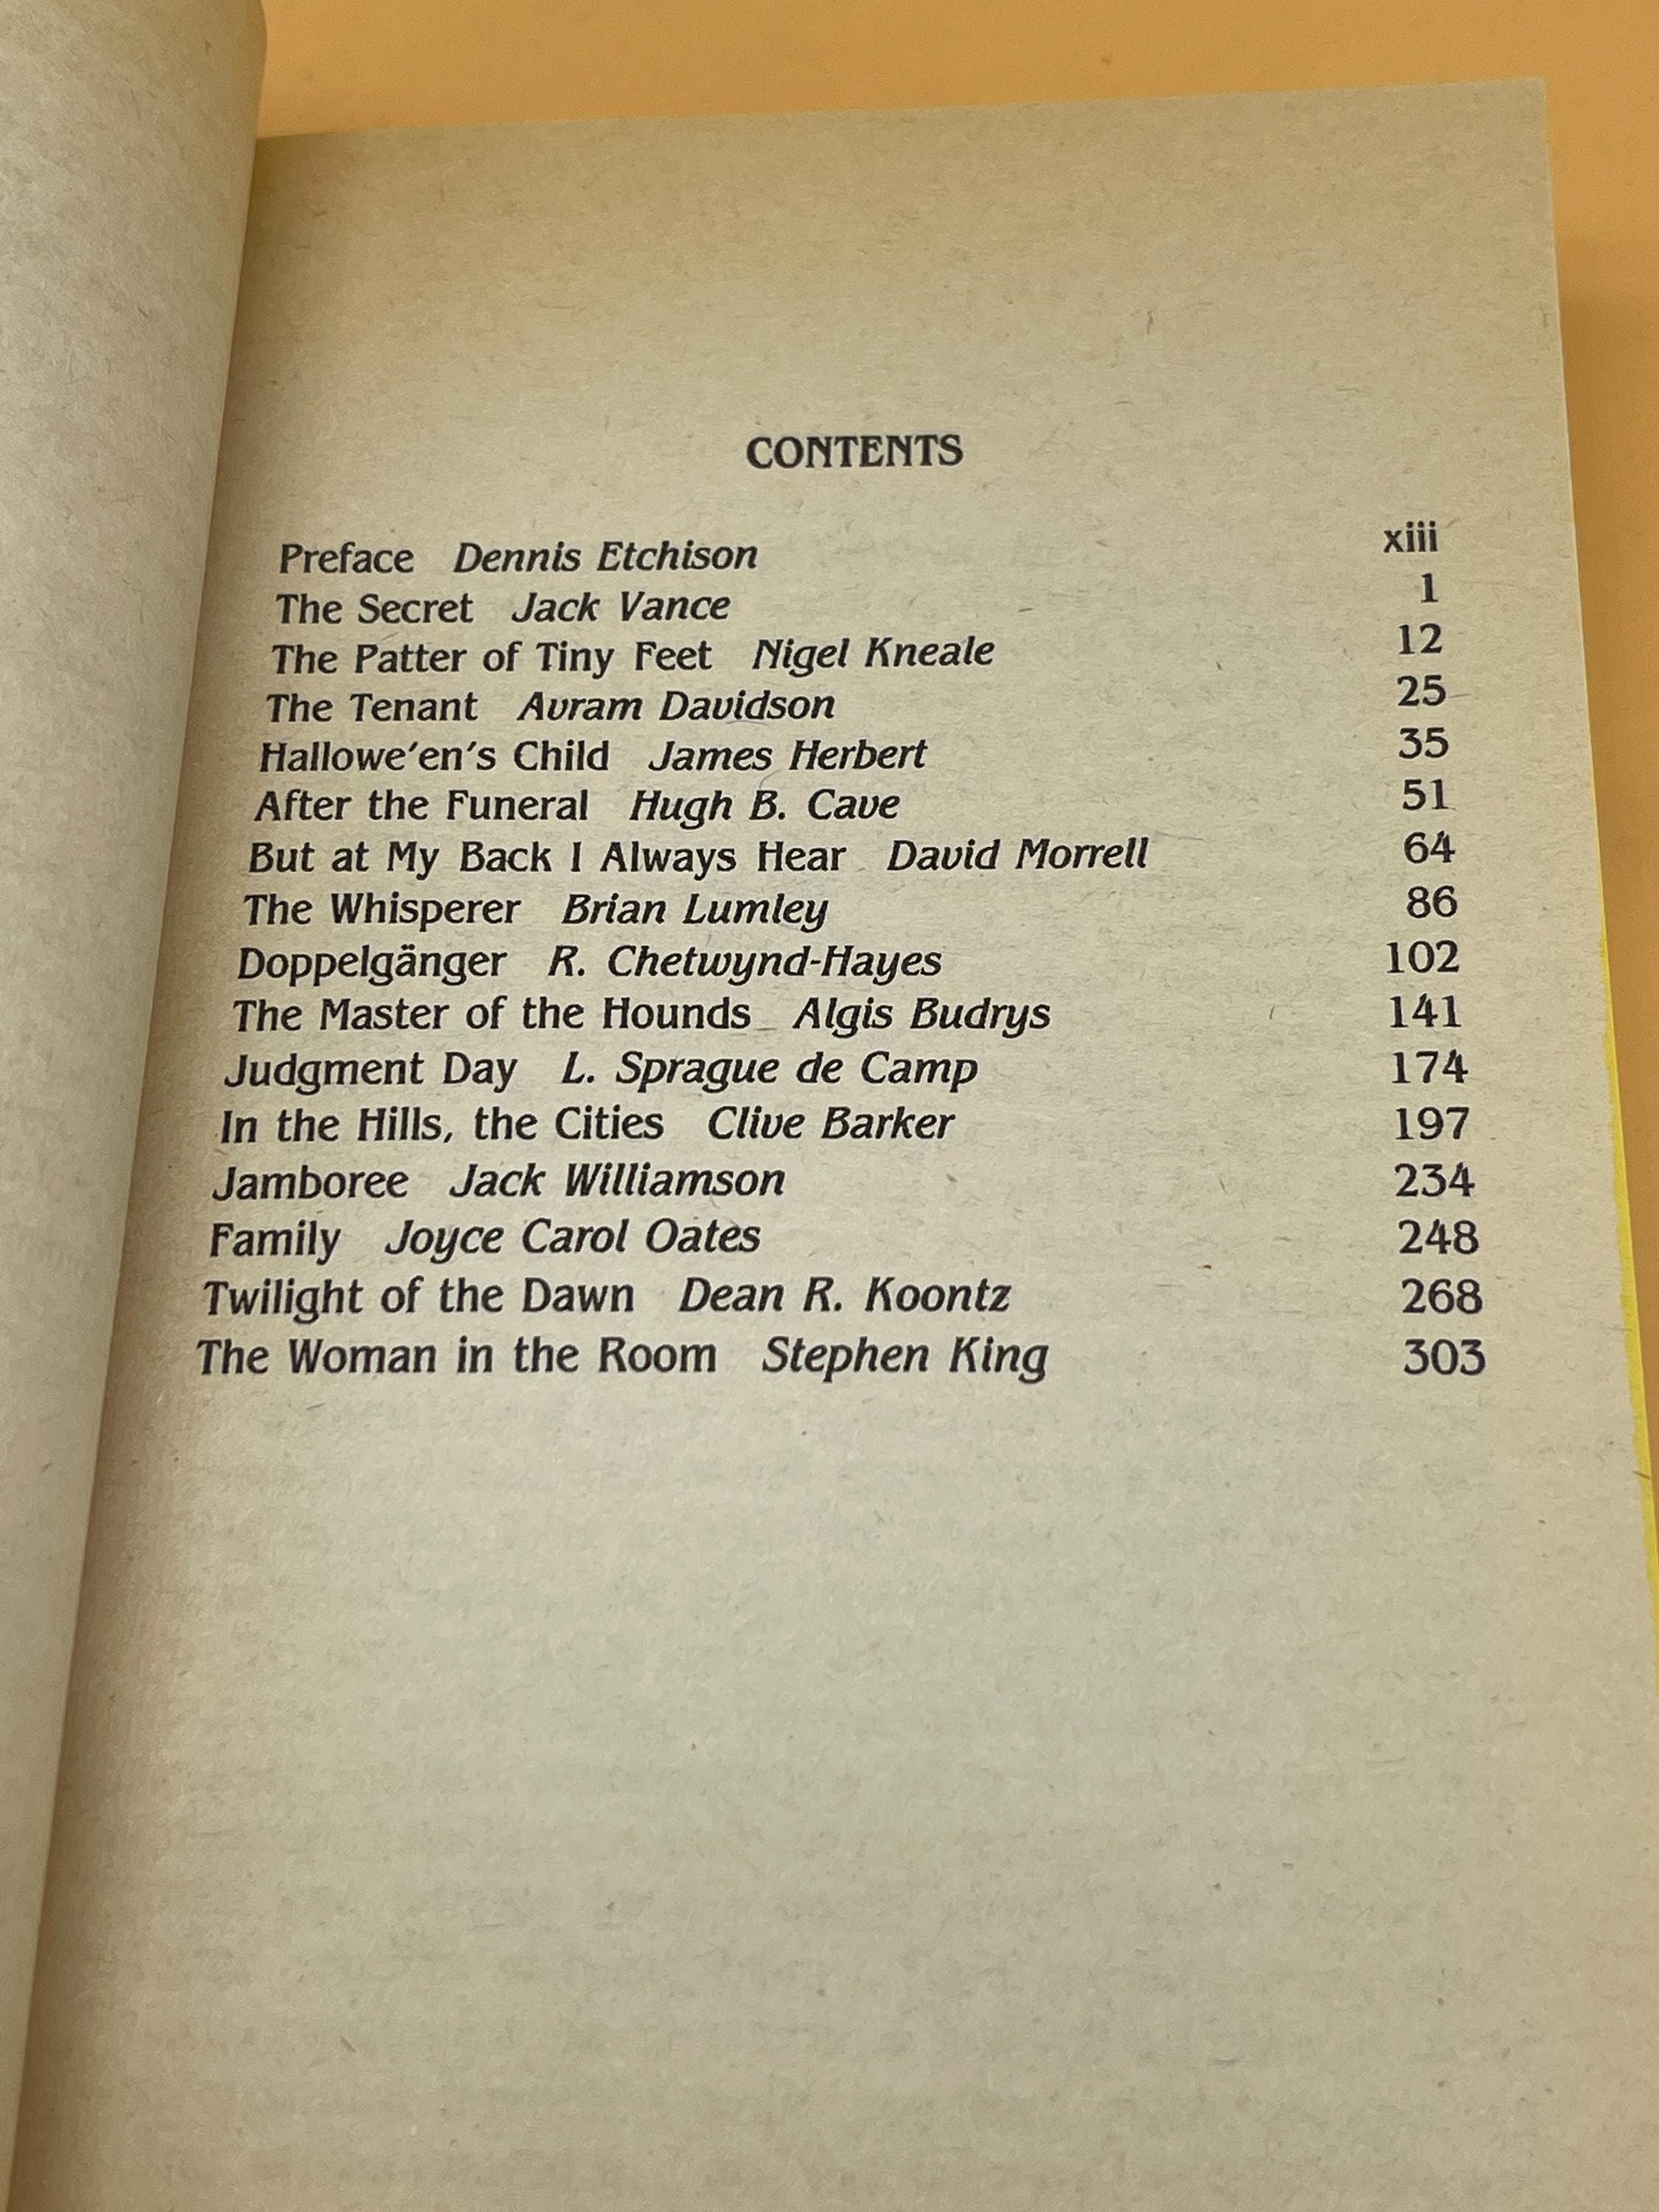 CONTENTS
Preface Dennis Etchison xiii
The Secret Jack Vance 1
The Patter of Tiny Feet Nigel Kneale 12
The Tenant Avram Davidson 25
Hallowe'en's Child James Herbert 35
After the Funeral Hugh B. Cave 51
But at My Back I Always Hear David Morrell 64
The Whisperer Brian Lumley 86
Doppelgänger R. Chetwynd-Hayes 102
The Master of the Hounds Algis Budrys 141
Judgment Day L. Sprague de Camp 174
In the Hills, the Cities Clive Barker 197
Jamboree Jack Williamson 234
Family Joyce Carol Oates 248
Twilight of the Dawn Dean R. Koontz 268
The Woman in the Room Stephen King 303